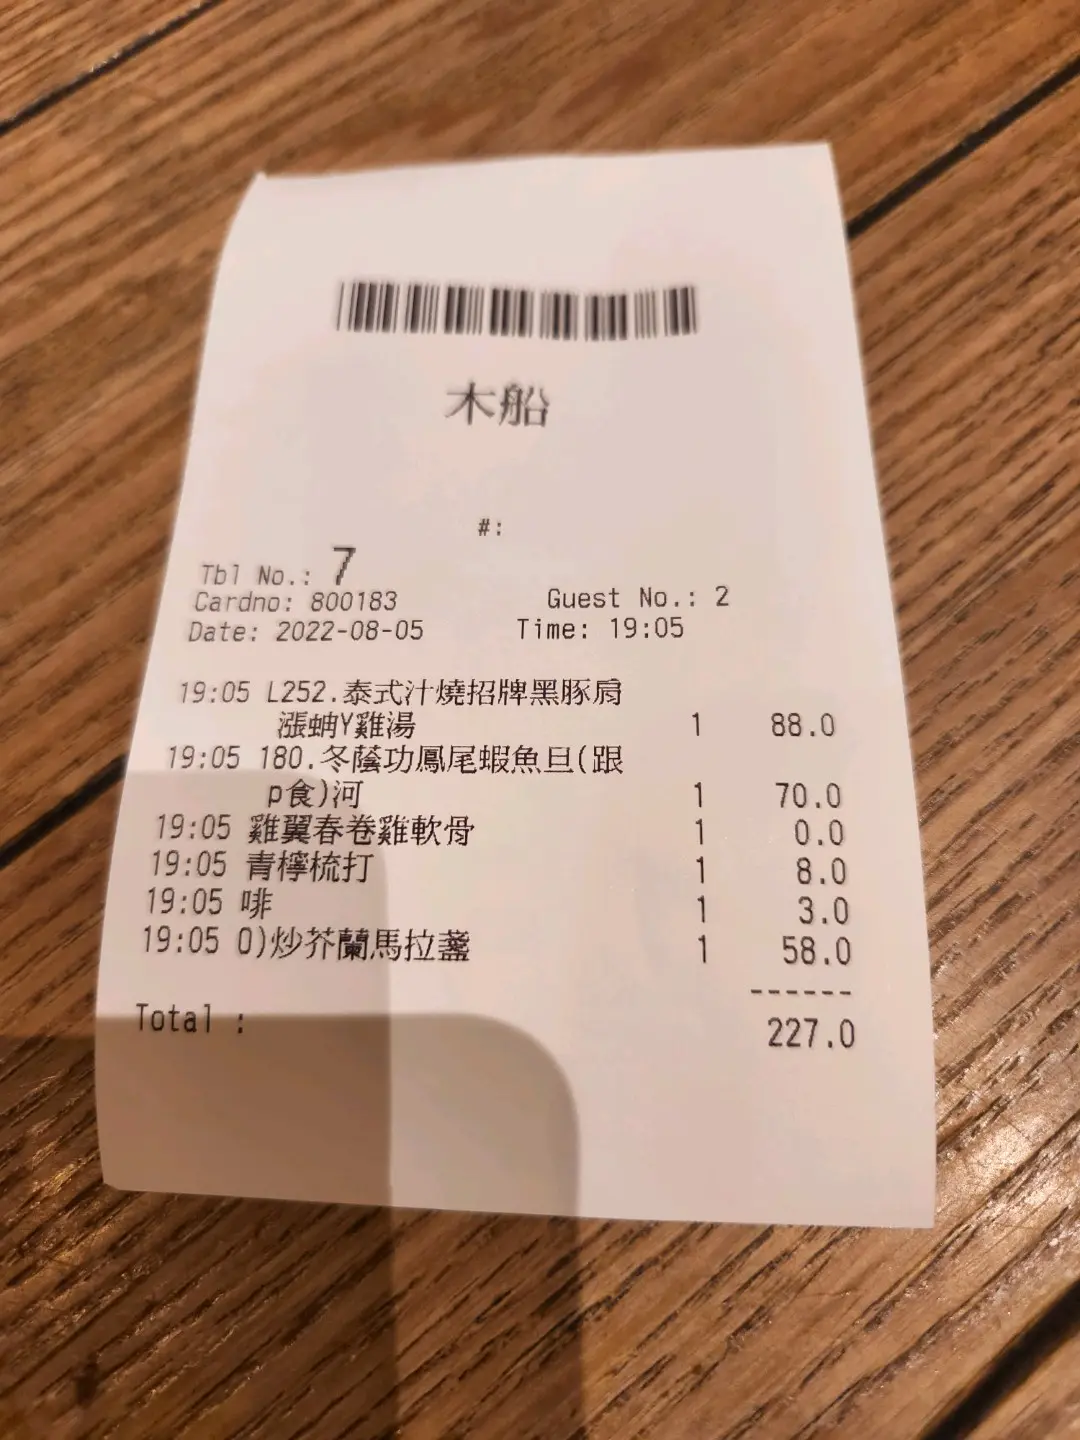 木船
#:
Tbl No.: 7
Cardno: 800183 Guest No.: 2
Date: 2022-08-05 Time: 19:05
19:05 L252.泰式汁燒招牌黑豚肩
漲蚺Y雞湯 1 88.0
19:05 180.冬蔭功鳳尾蝦魚旦(跟
p食)河 1 70.0
19:05 雞翼春卷雞軟骨 1 0.0
19:05 青檸梳打 1 8.0
19:05 啡 1 3.0
19:05 O)炒芥蘭馬拉盞 1 58.0
------
Total : 227.0